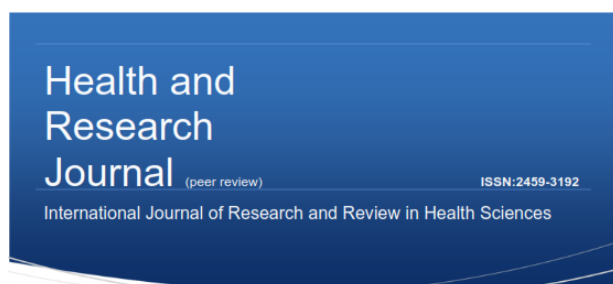 Health and
Research
Journal (peer review) ISSN:2459-3192
International Journal of Research and Review in Health Sciences